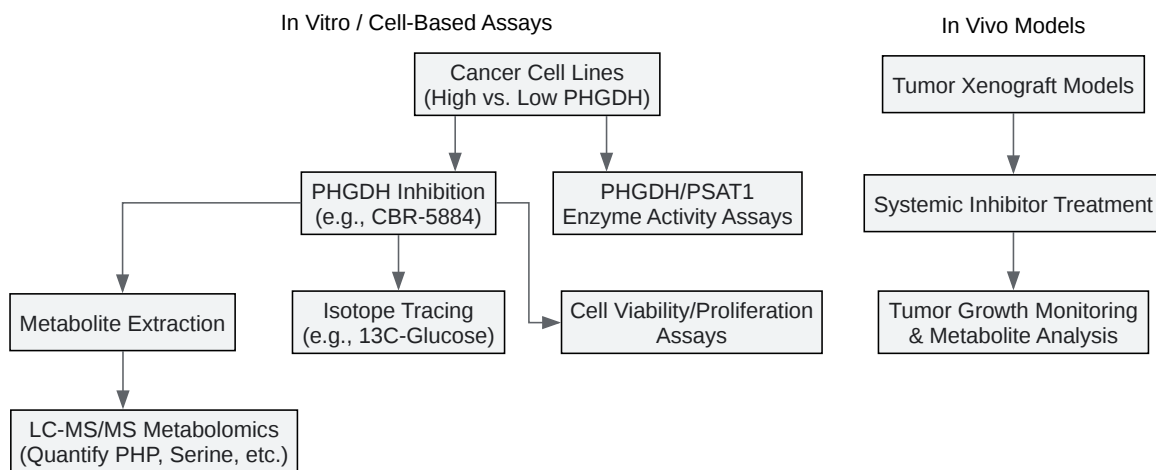 In Vitro / Cell-Based Assays
Cancer Cell Lines
(High vs. Low PHGDH)
PHGDH Inhibition
(e.g., CBR-5884)
PHGDH/PSAT1
Enzyme Activity Assays
Metabolite Extraction
Isotope Tracing
(e.g., 13C-Glucose)
Cell Viability/Proliferation
Assays
LC-MS/MS Metabolomics
(Quantify PHP, Serine, etc.)
In Vivo Models
Tumor Xenograft Models
Systemic Inhibitor Treatment
Tumor Growth Monitoring
& Metabolite Analysis